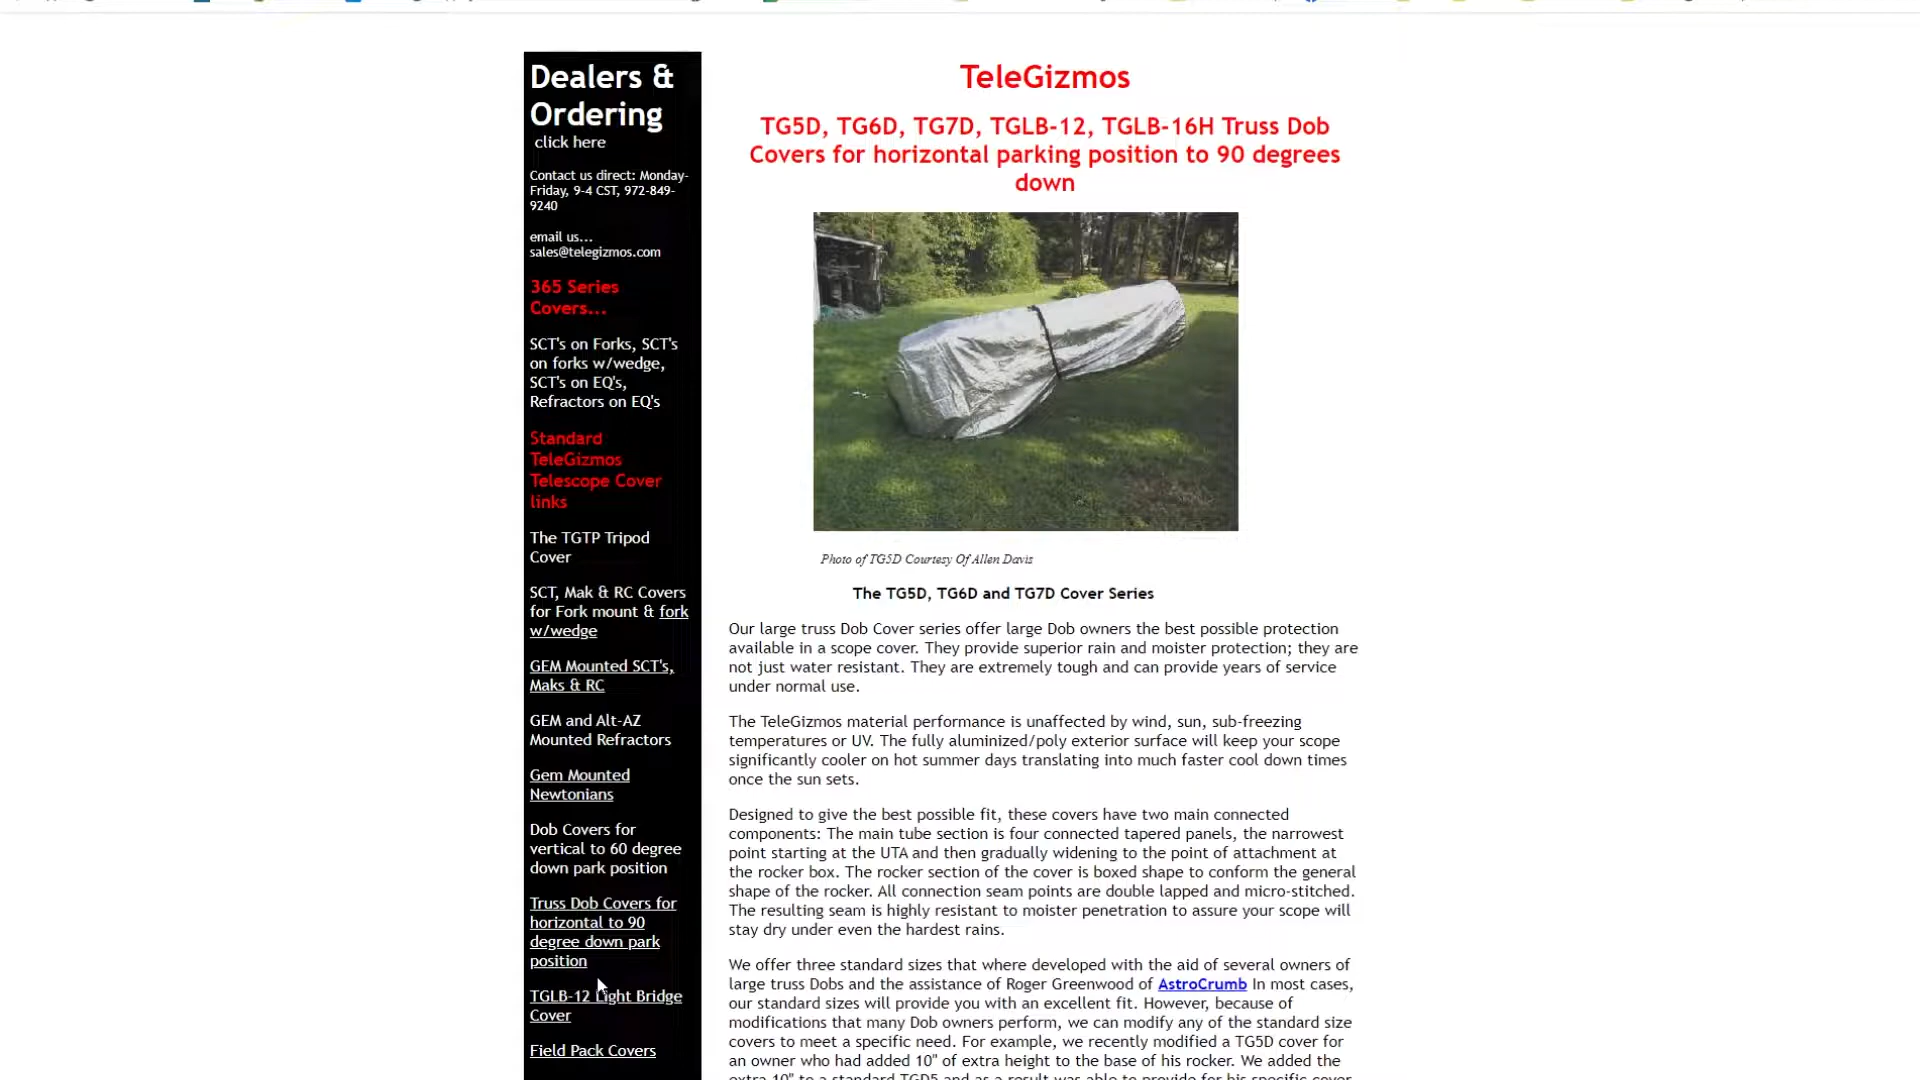 Dealers &
Ordering
click here
Contact us direct: Monday-
Friday, 9-4 CST, 972-849-
9240
email us...
sales@telegizmos.com
365 Series
Covers...
SCT's on Forks, SCT's
on forks w/wedge,
SCT's on EQ's,
Refractors on EQ's
Standard
TeleGizmos
Telescope Cover
links
The TGTP Tripod
Cover
SCT, Mak & RC Covers
for Fork mount & fork
w/wedge
GEM Mounted SCT's,
Maks & RC
GEM and Alt-AZ
Mounted Refractors
Gem Mounted
Newtonians
Dob Covers for
vertical to 60 degree
down park position
Truss Dob Covers for
horizontal to 90
degree down park
position
TGLB-12 Light Bridge
Cover
Field Pack Covers
TeleGizmos
TG5D, TG6D, TG7D, TGLB-12, TGLB-16H Truss Dob
Covers for horizontal parking position to 90 degrees
down
Photo of TG5D Courtesy Of Allen Davis
The TG5D, TG6D and TG7D Cover Series
Our large truss Dob Cover series offer large Dob owners the best possible protection
available in a scope cover. They provide superior rain and moister protection; they are
not just water resistant. They are extremely tough and can provide years of service
under normal use.
The TeleGizmos material performance is unaffected by wind, sun, sub-freezing
temperatures or UV. The fully aluminized/poly exterior surface will keep your scope
significantly cooler on hot summer days translating into much faster cool down times
once the sun sets.
Designed to give the best possible fit, these covers have two main connected
components: The main tube section is four connected tapered panels, the narrowest
point starting at the UTA and then gradually widening to the point of attachment at
the rocker box. The rocker section of the cover is boxed shape to conform the general
shape of the rocker. All connection seam points are double lapped and micro-stitched.
The resulting seam is highly resistant to moister penetration to assure your scope will
stay dry under even the hardest rains.
We offer three standard sizes that where developed with the aid of several owners of
large truss Dobs and the assistance of Roger Greenwood of AstroCrumb In most cases,
our standard sizes will provide you with an excellent fit. However, because of
modifications that many Dob owners perform, we can modify any of the standard size
covers to meet a specific need. For example, we recently modified a TG5D cover for
an owner who had added 10" of extra height to the base of his rocker. We added the
extra 10" to a standard TGD5 and as a result was able to provide for his specific cover